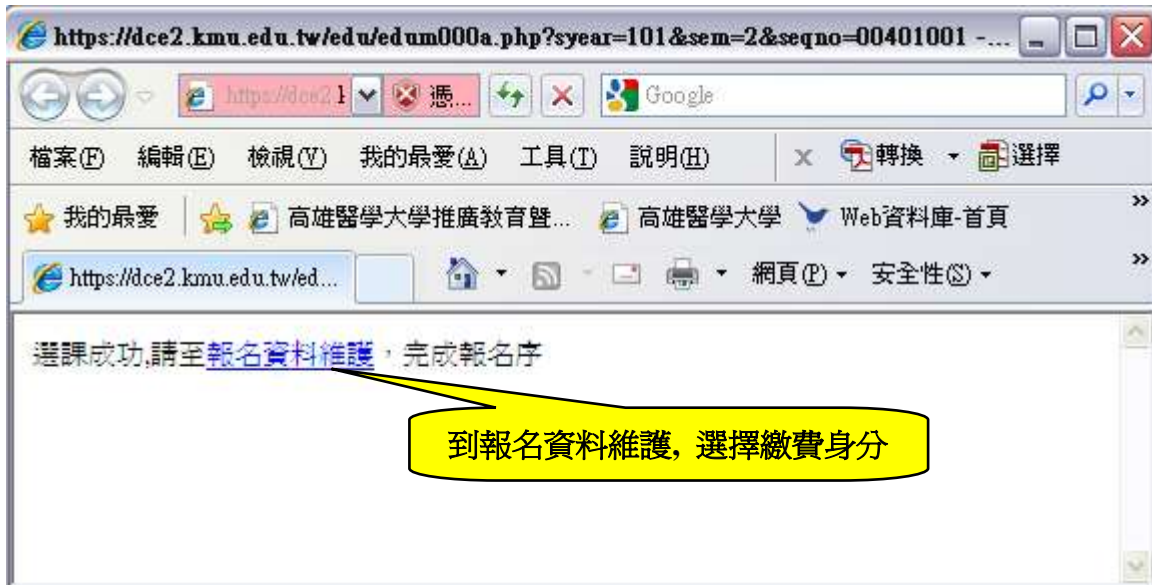 https://dce2.kmu.edu.tw/edu/edum000a.php?syear=101&sem=2&seqno=00401001 -...
https://dce2.k 憑... Google
檔案(F) 編輯(E) 檢視(V) 我的最愛(A) 工具(T) 說明(H) x 轉換 選擇
我的最愛 高雄醫學大學推廣教育暨... 高雄醫學大學 Web資料庫-首頁 »
https://dce2.kmu.edu.tw/ed... 網頁(P) 安全性(S) »
選課成功,請至報名資料維護,完成報名序
到報名資料維護, 選擇繳費身分